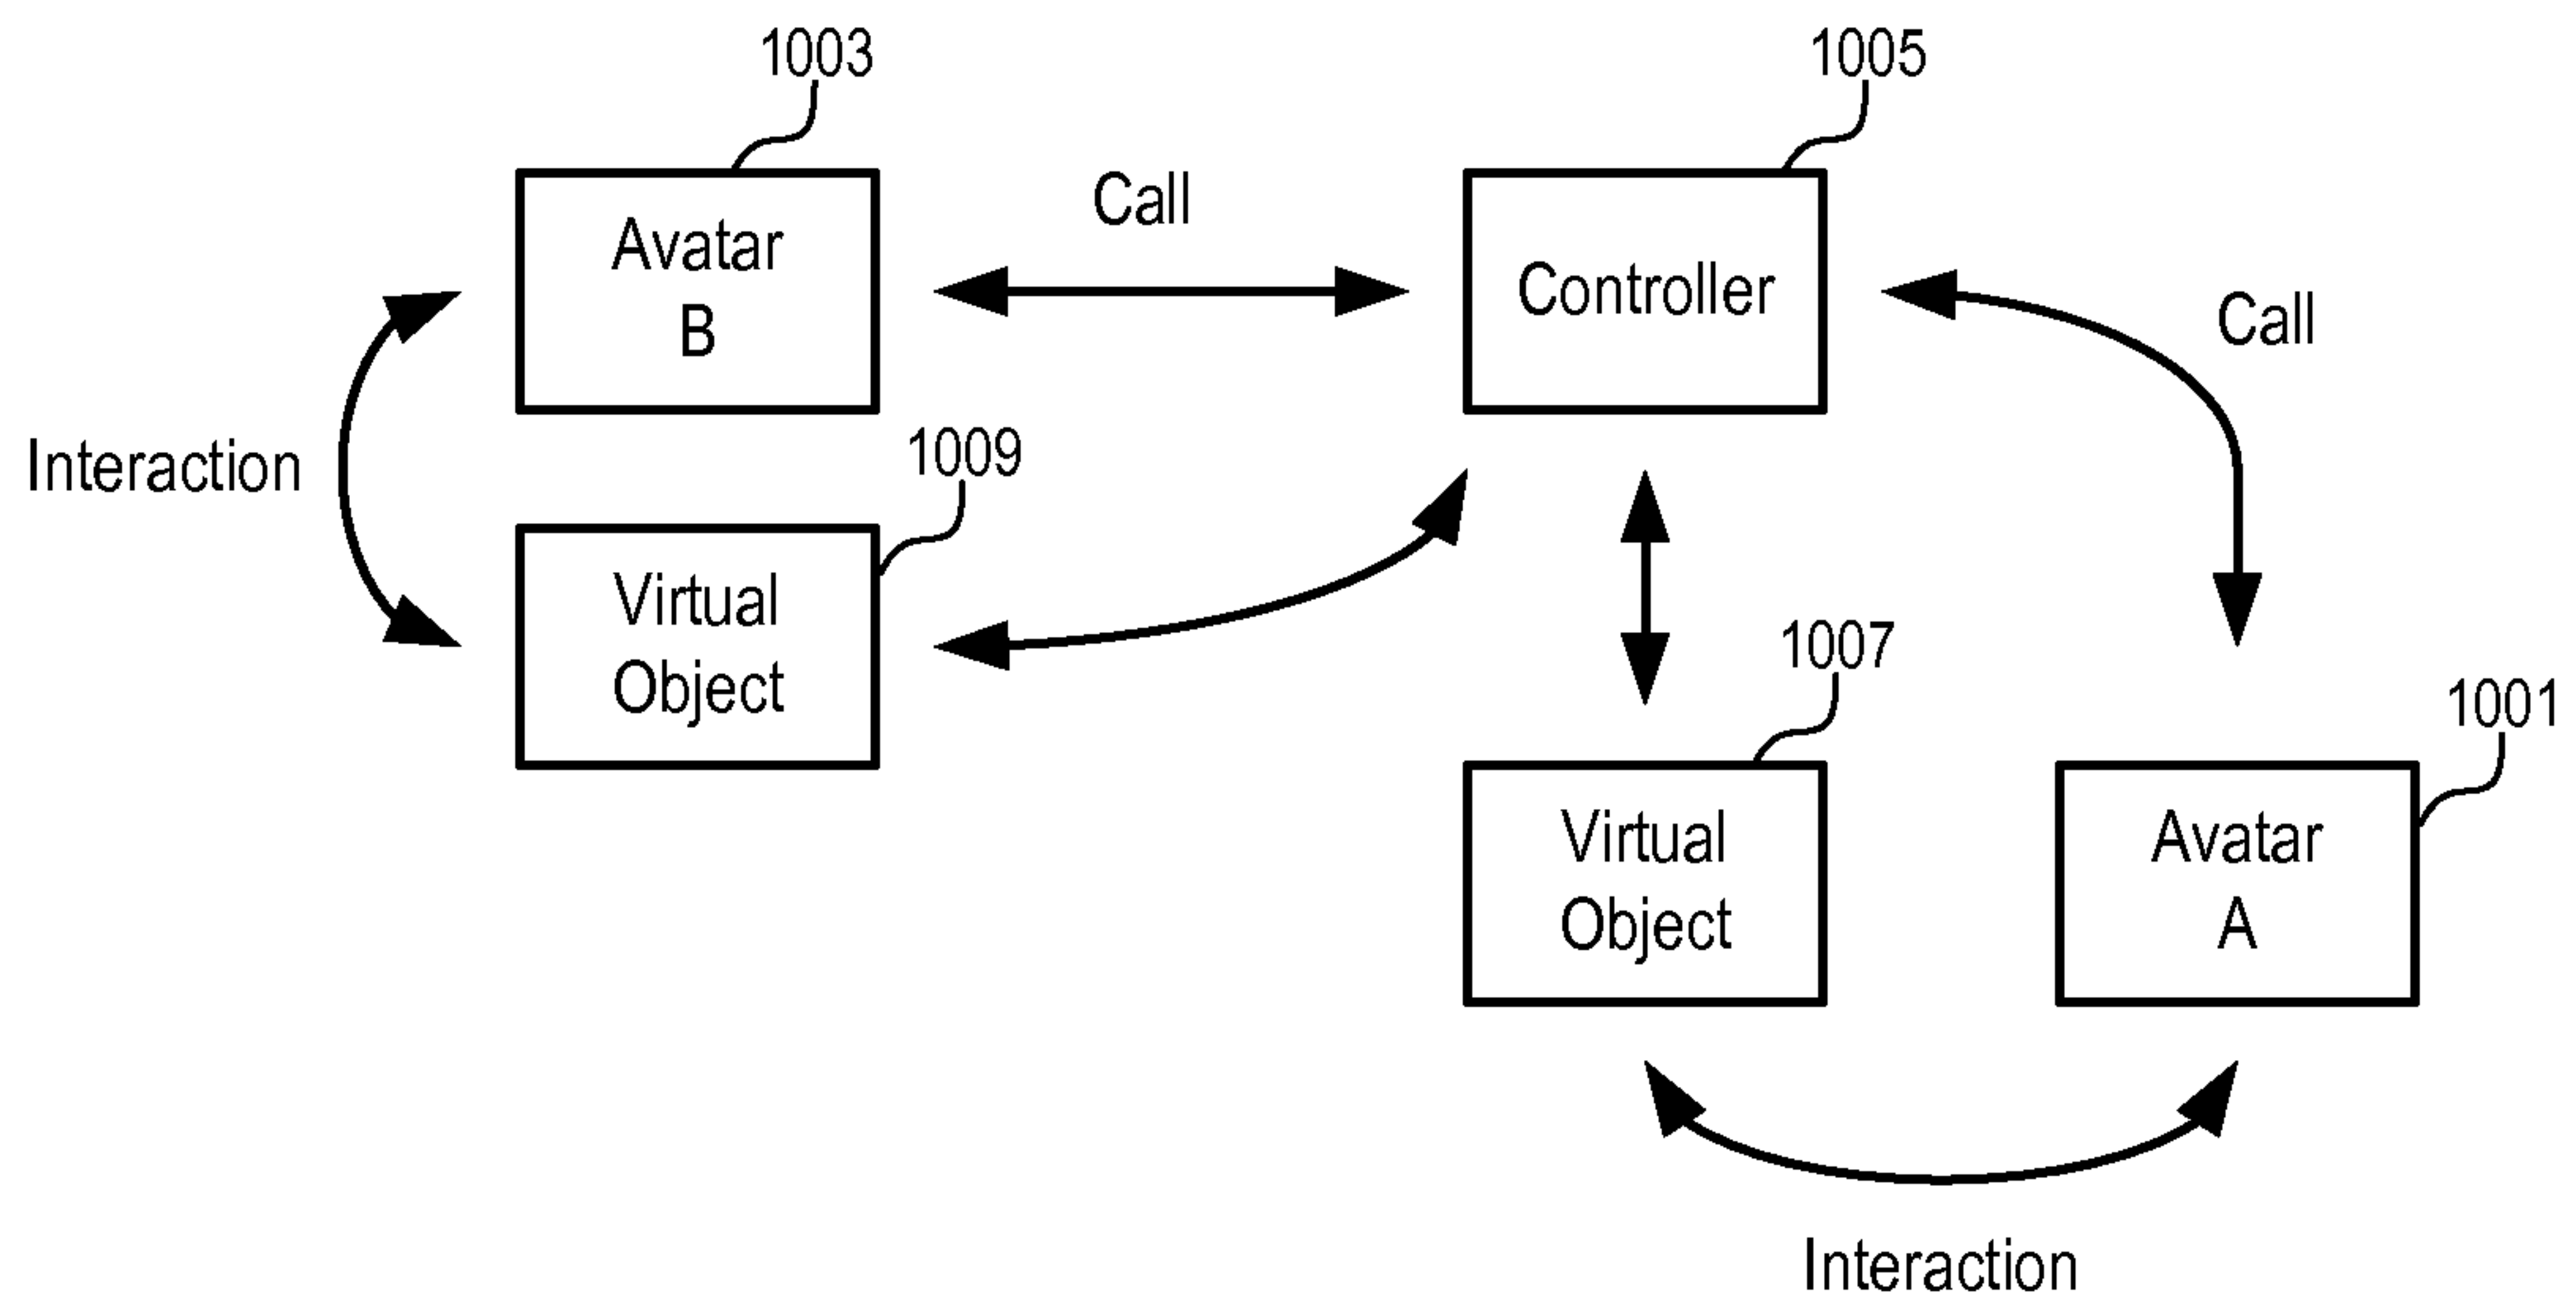 1003
1005
Avatar
B
Call
Controller
Call
Interaction
1009
Virtual
Object
1007
1001
Virtual
Object
Avatar
A
Interaction